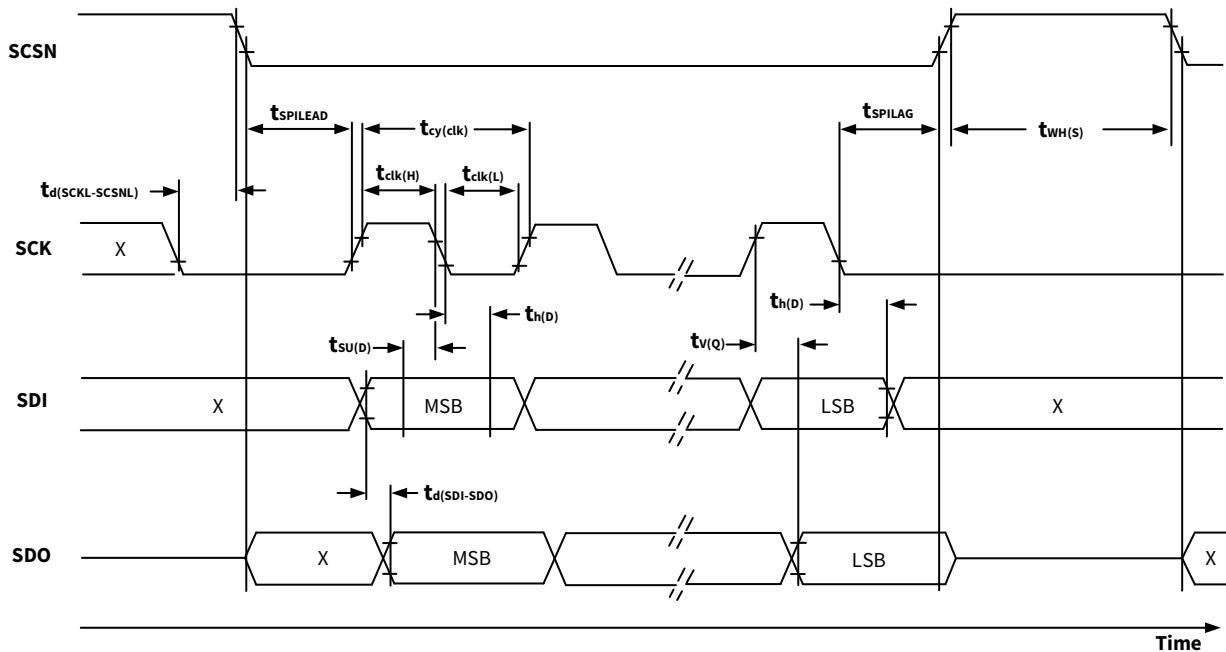 SCSN
tSPILEAD
tcy(clk)
tSPILAG
tWH(S)
td(SCKL-SCSNL)
tclk(H)
tclk(L)
SCK
X
th(D)
th(D)
tSU(D)
tV(Q)
SDI
X
MSB
LSB
X
td(SDI-SDO)
SDO
X
MSB
LSB
X
Time